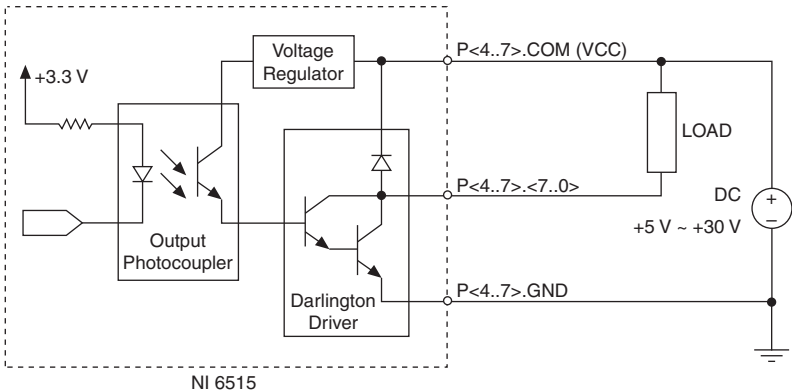 +3.3 V
Voltage
Regulator
P<4..7>.COM (VCC)
LOAD
P<4..7>.<7..0>
DC
+
−
+5 V ~ +30 V
Output
Photocoupler
Darlington
Driver
P<4..7>.GND
NI 6515